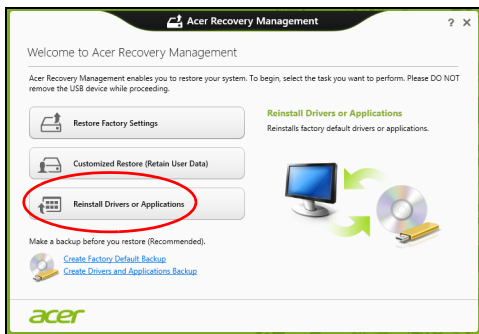 Acer Recovery Management
? ×
Welcome to Acer Recovery Management
Acer Recovery Management enables you to restore your system. To begin, select the task you want to perform. Please DO NOT
remove the USB device while proceeding.
Restore Factory Settings
Customized Restore (Retain User Data)
Reinstall Drivers or Applications
Reinstall Drivers or Applications
Reinstalls factory default drivers or applications.
Make a backup before you restore (Recommended).
Create Factory Default Backup
Create Drivers and Applications Backup
acer